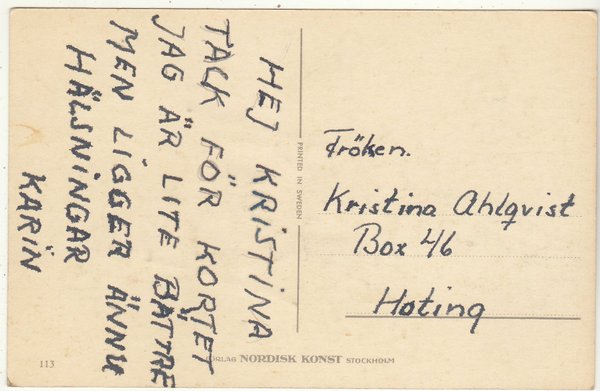 HEJ KRISTINA
TACK FÖR KORTET
JAG ÄR LITE BÄTTRE
MEN LIGGER ÄNNU
HÄLSNINGAR
KARIN
PRINTED IN SWEDEN
Fröken.
Kristina Ahlqvist
Box 46
Hoting
113
FÖRLAG NORDISK KONST STOCKHOLM